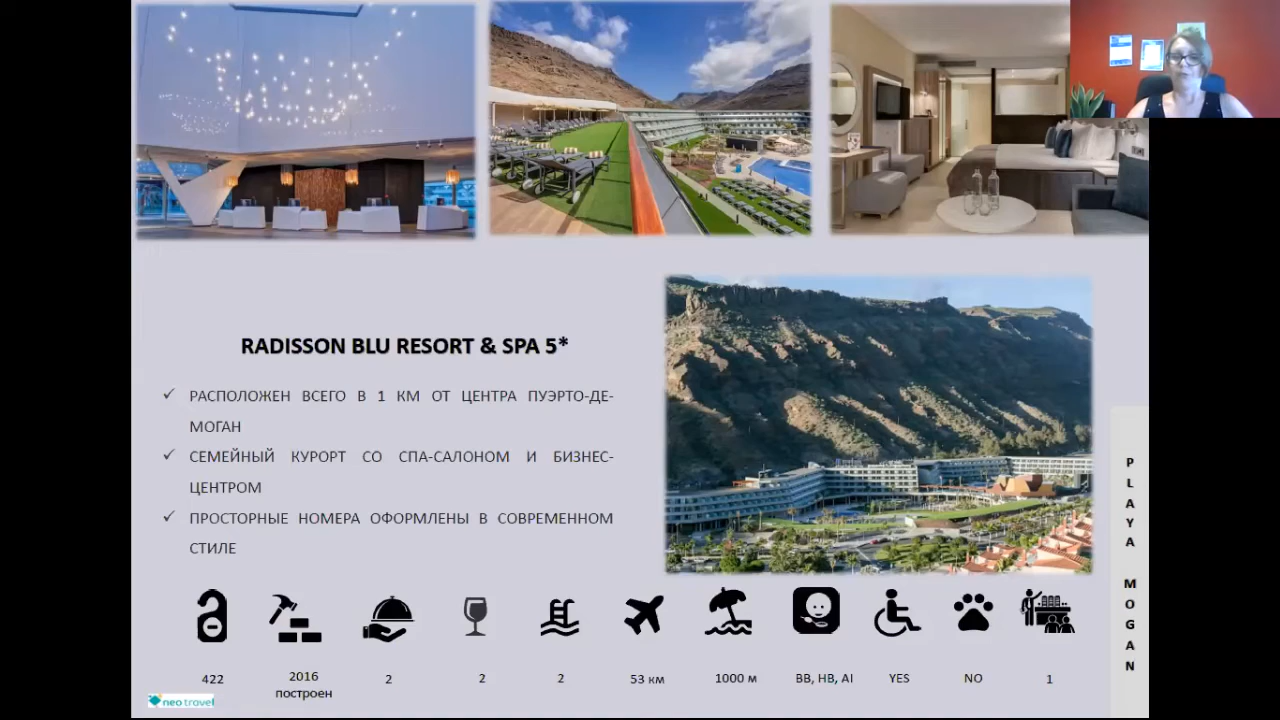 RADISSON BLU RESORT & SPA 5*
✓ РАСПОЛОЖЕН ВСЕГО В 1 КМ ОТ ЦЕНТРА ПУЭРТО-ДЕ-
МОГАН
✓ СЕМЕЙНЫЙ КУРОРТ СО СПА-САЛОНОМ И БИЗНЕС-
ЦЕНТРОМ
✓ ПРОСТОРНЫЕ НОМЕРА ОФОРМЛЕНЫ В СОВРЕМЕННОМ
СТИЛЕ
PLAYA MOGAN
422
2016
построен
2
2
2
53 км
1000 м
BB, HB, AI
YES
NO
1
neo travel